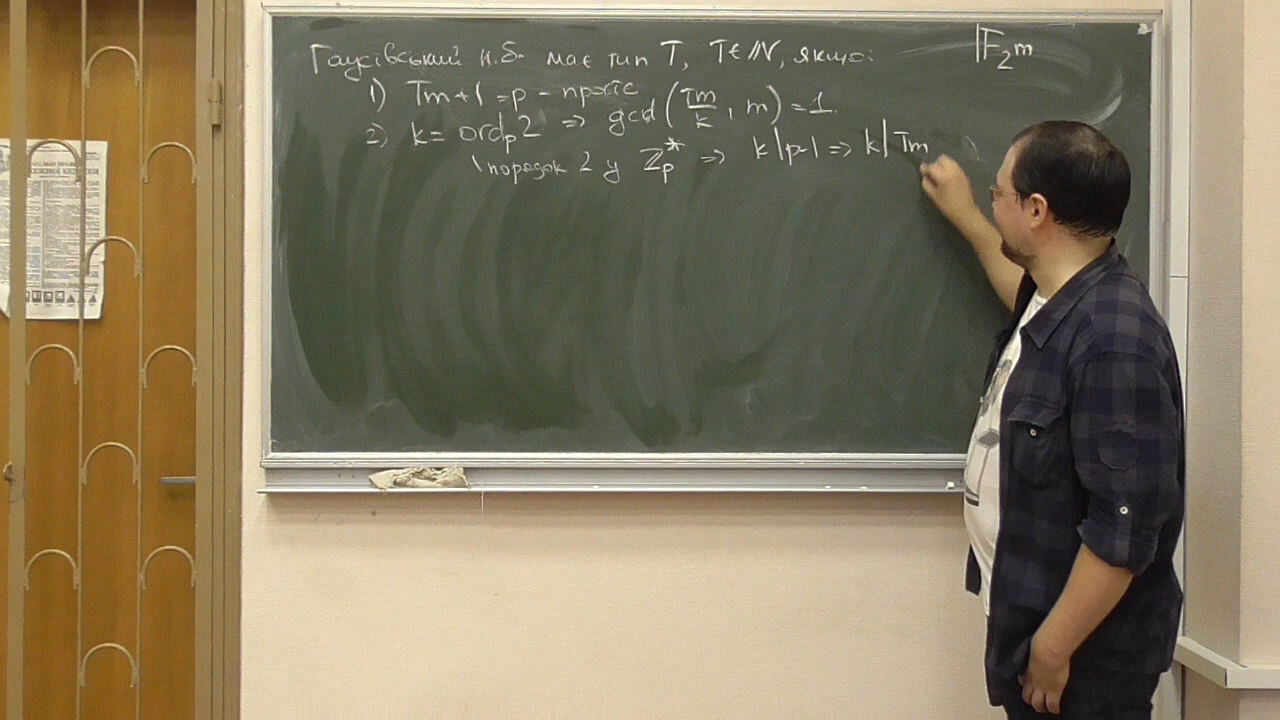 Гаусівський н.б. має тип T, T∈ℕ, якщо:
𝔽₂m
1) Tm+1 = p - просте
2) k = ord_p 2 ⇒ gcd(Tm/k, m) = 1
\порядок 2 у Z_p^* ⇒ k|p-1 ⇒ k|Tm